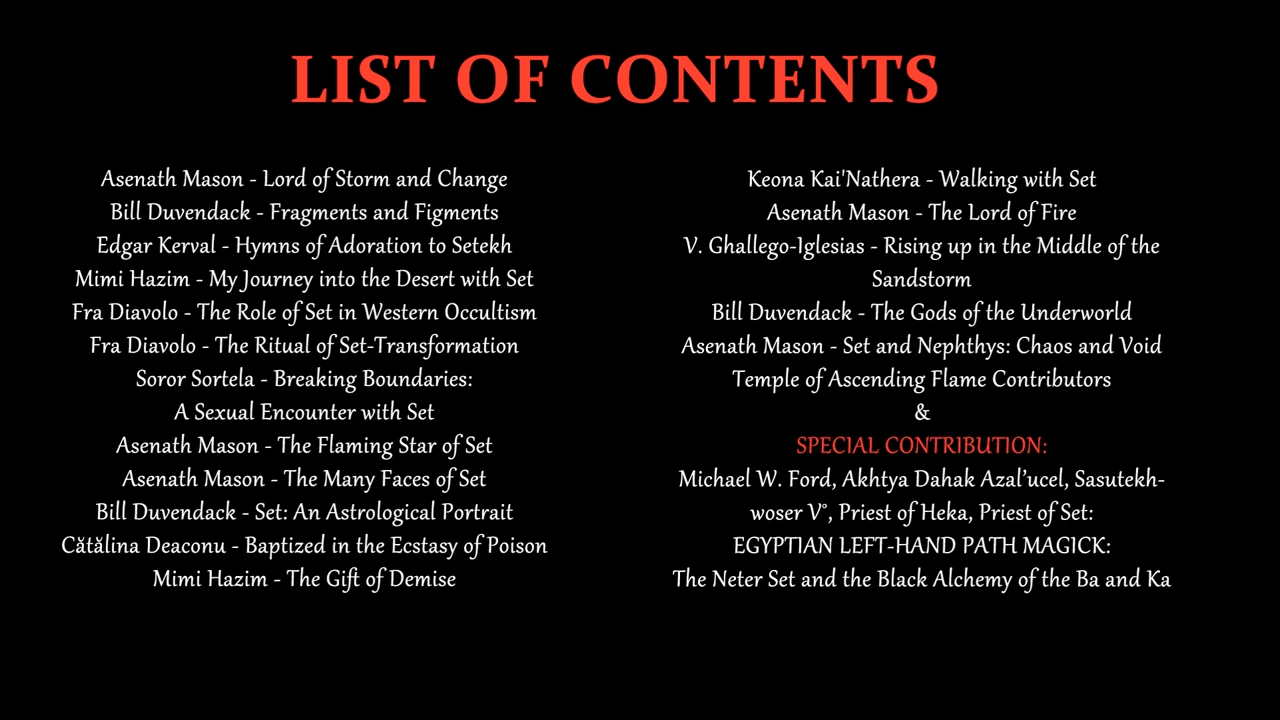 LIST OF CONTENTS
Asenath Mason - Lord of Storm and Change
Bill Duvendack - Fragments and Figments
Edgar Kerval - Hymns of Adoration to Setekh
Mimi Hazim - My Journey into the Desert with Set
Fra Diavolo - The Role of Set in Western Occultism
Fra Diavolo - The Ritual of Set-Transformation
Soror Sortela - Breaking Boundaries:
A Sexual Encounter with Set
Asenath Mason - The Flaming Star of Set
Asenath Mason - The Many Faces of Set
Bill Duvendack - Set: An Astrological Portrait
Cătălina Deaconu - Baptized in the Ecstasy of Poison
Mimi Hazim - The Gift of Demise
Keona Kai'Nathera - Walking with Set
Asenath Mason - The Lord of Fire
V. Ghallego-Iglesias - Rising up in the Middle of the
Sandstorm
Bill Duvendack - The Gods of the Underworld
Asenath Mason - Set and Nephthys: Chaos and Void
Temple of Ascending Flame Contributors
&
SPECIAL CONTRIBUTION:
Michael W. Ford, Akhtya Dahak Azal’ucel, Sasutekh-
woser V°, Priest of Heka, Priest of Set:
EGYPTIAN LEFT-HAND PATH MAGICK:
The Neter Set and the Black Alchemy of the Ba and Ka